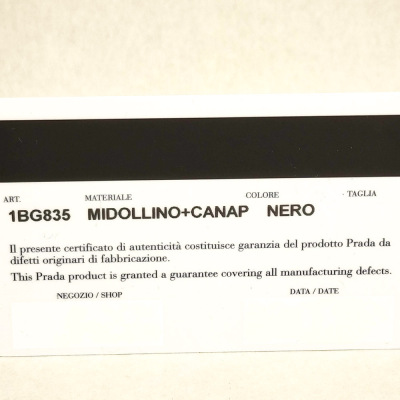 ART. MATERIALE COLORE · TAGLIA
1BG835 MIDOLLINO+CANAP NERO
Il presente certificato di autenticità costituisce garanzia del prodotto Prada da
difetti originari di fabbricazione.
This Prada product is granted a guarantee covering all manufacturing defects.
NEGOZIO / SHOP DATA / DATE